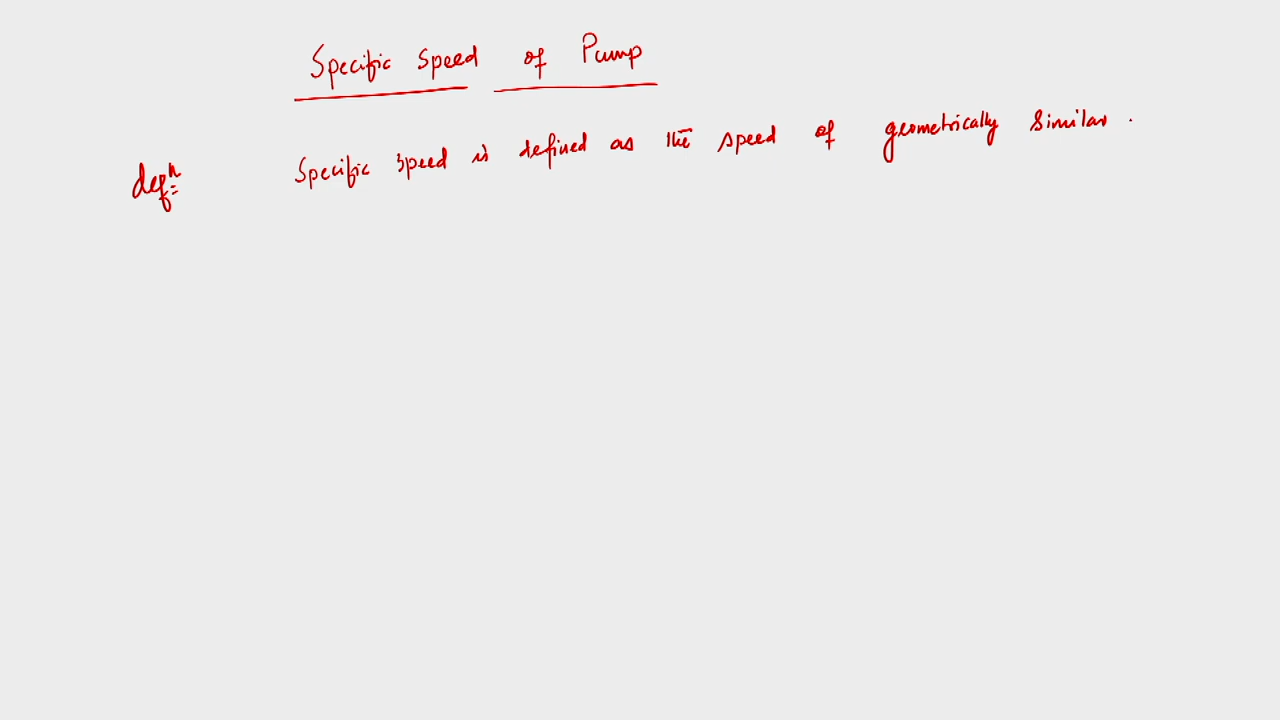 Specific Speed of Pump
defn Specific speed is defined as the speed of geometrically similar.